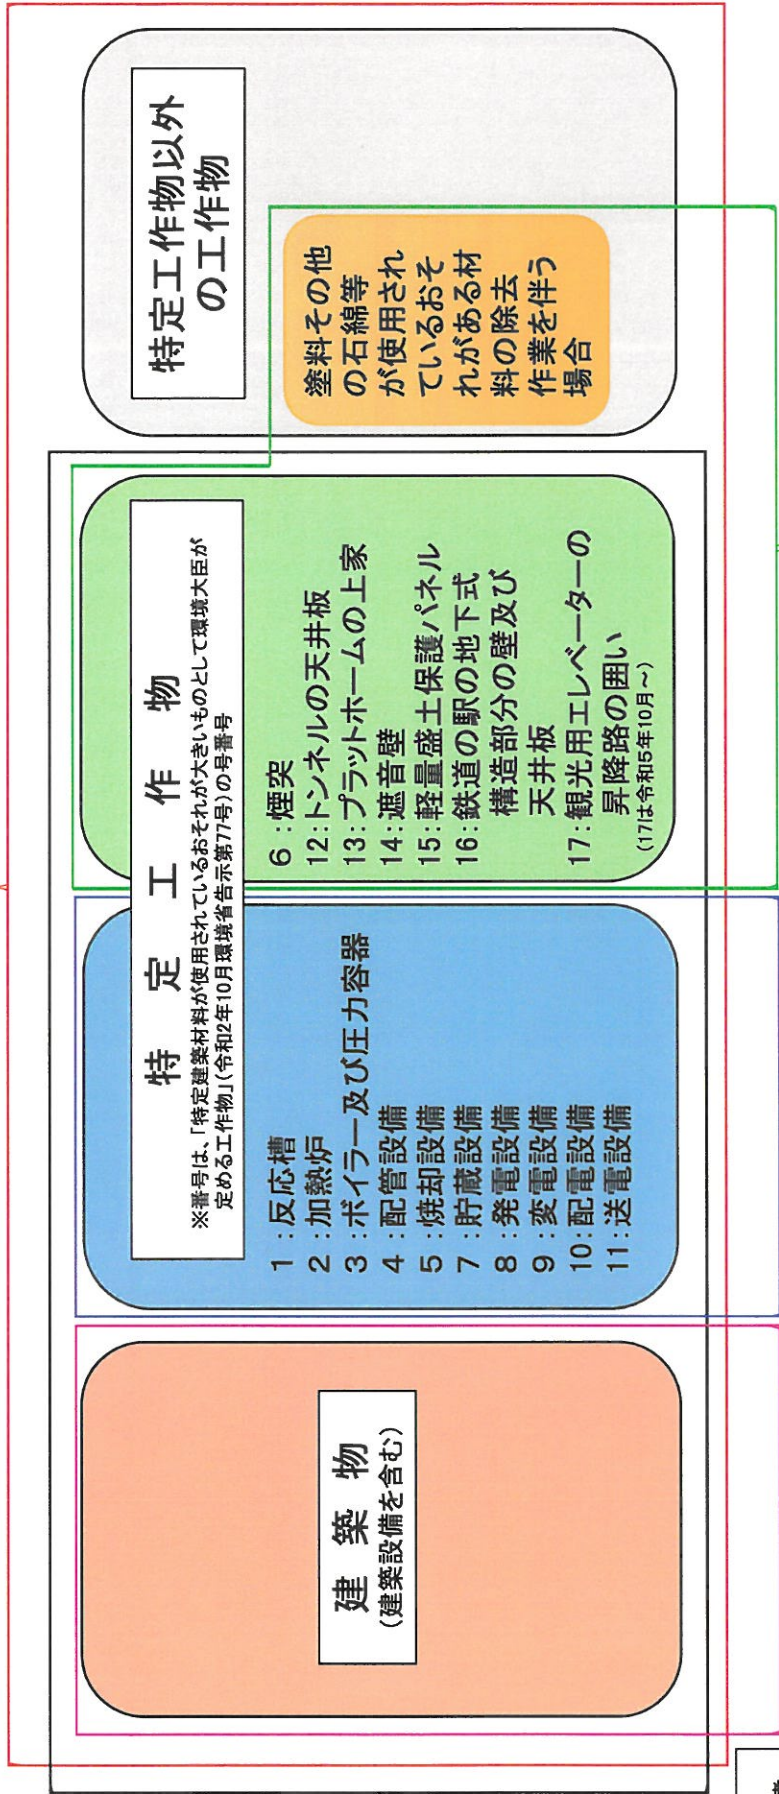 建築物
(建築設備を含む)
特定工作物
※番号は、「特定建築材料が使用されているおそれが大きいものとして環境大臣が
定める工作物」(令和2年10月環境省告示第77号)の号番号
1:反応槽
2:加熱炉
3:ボイラー及び圧力容器
4:配管設備
5:焼却設備
7:貯蔵設備
8:発電設備
9:変電設備
10:配電設備
11:送電設備
6:煙突
12:トンネルの天井板
13:プラットホームの上家
14:遮音壁
15:軽量盛土保護パネル
16:鉄道の駅の地下式
構造部分の壁及び
天井板
17:観光用エレベーターの
昇降路の囲い
(17は令和5年10月~)
特定工作物以外
の工作物
塗料その他
の石綿等
が使用され
ているおそ
れがある材
料の除去
作業を伴う
場合